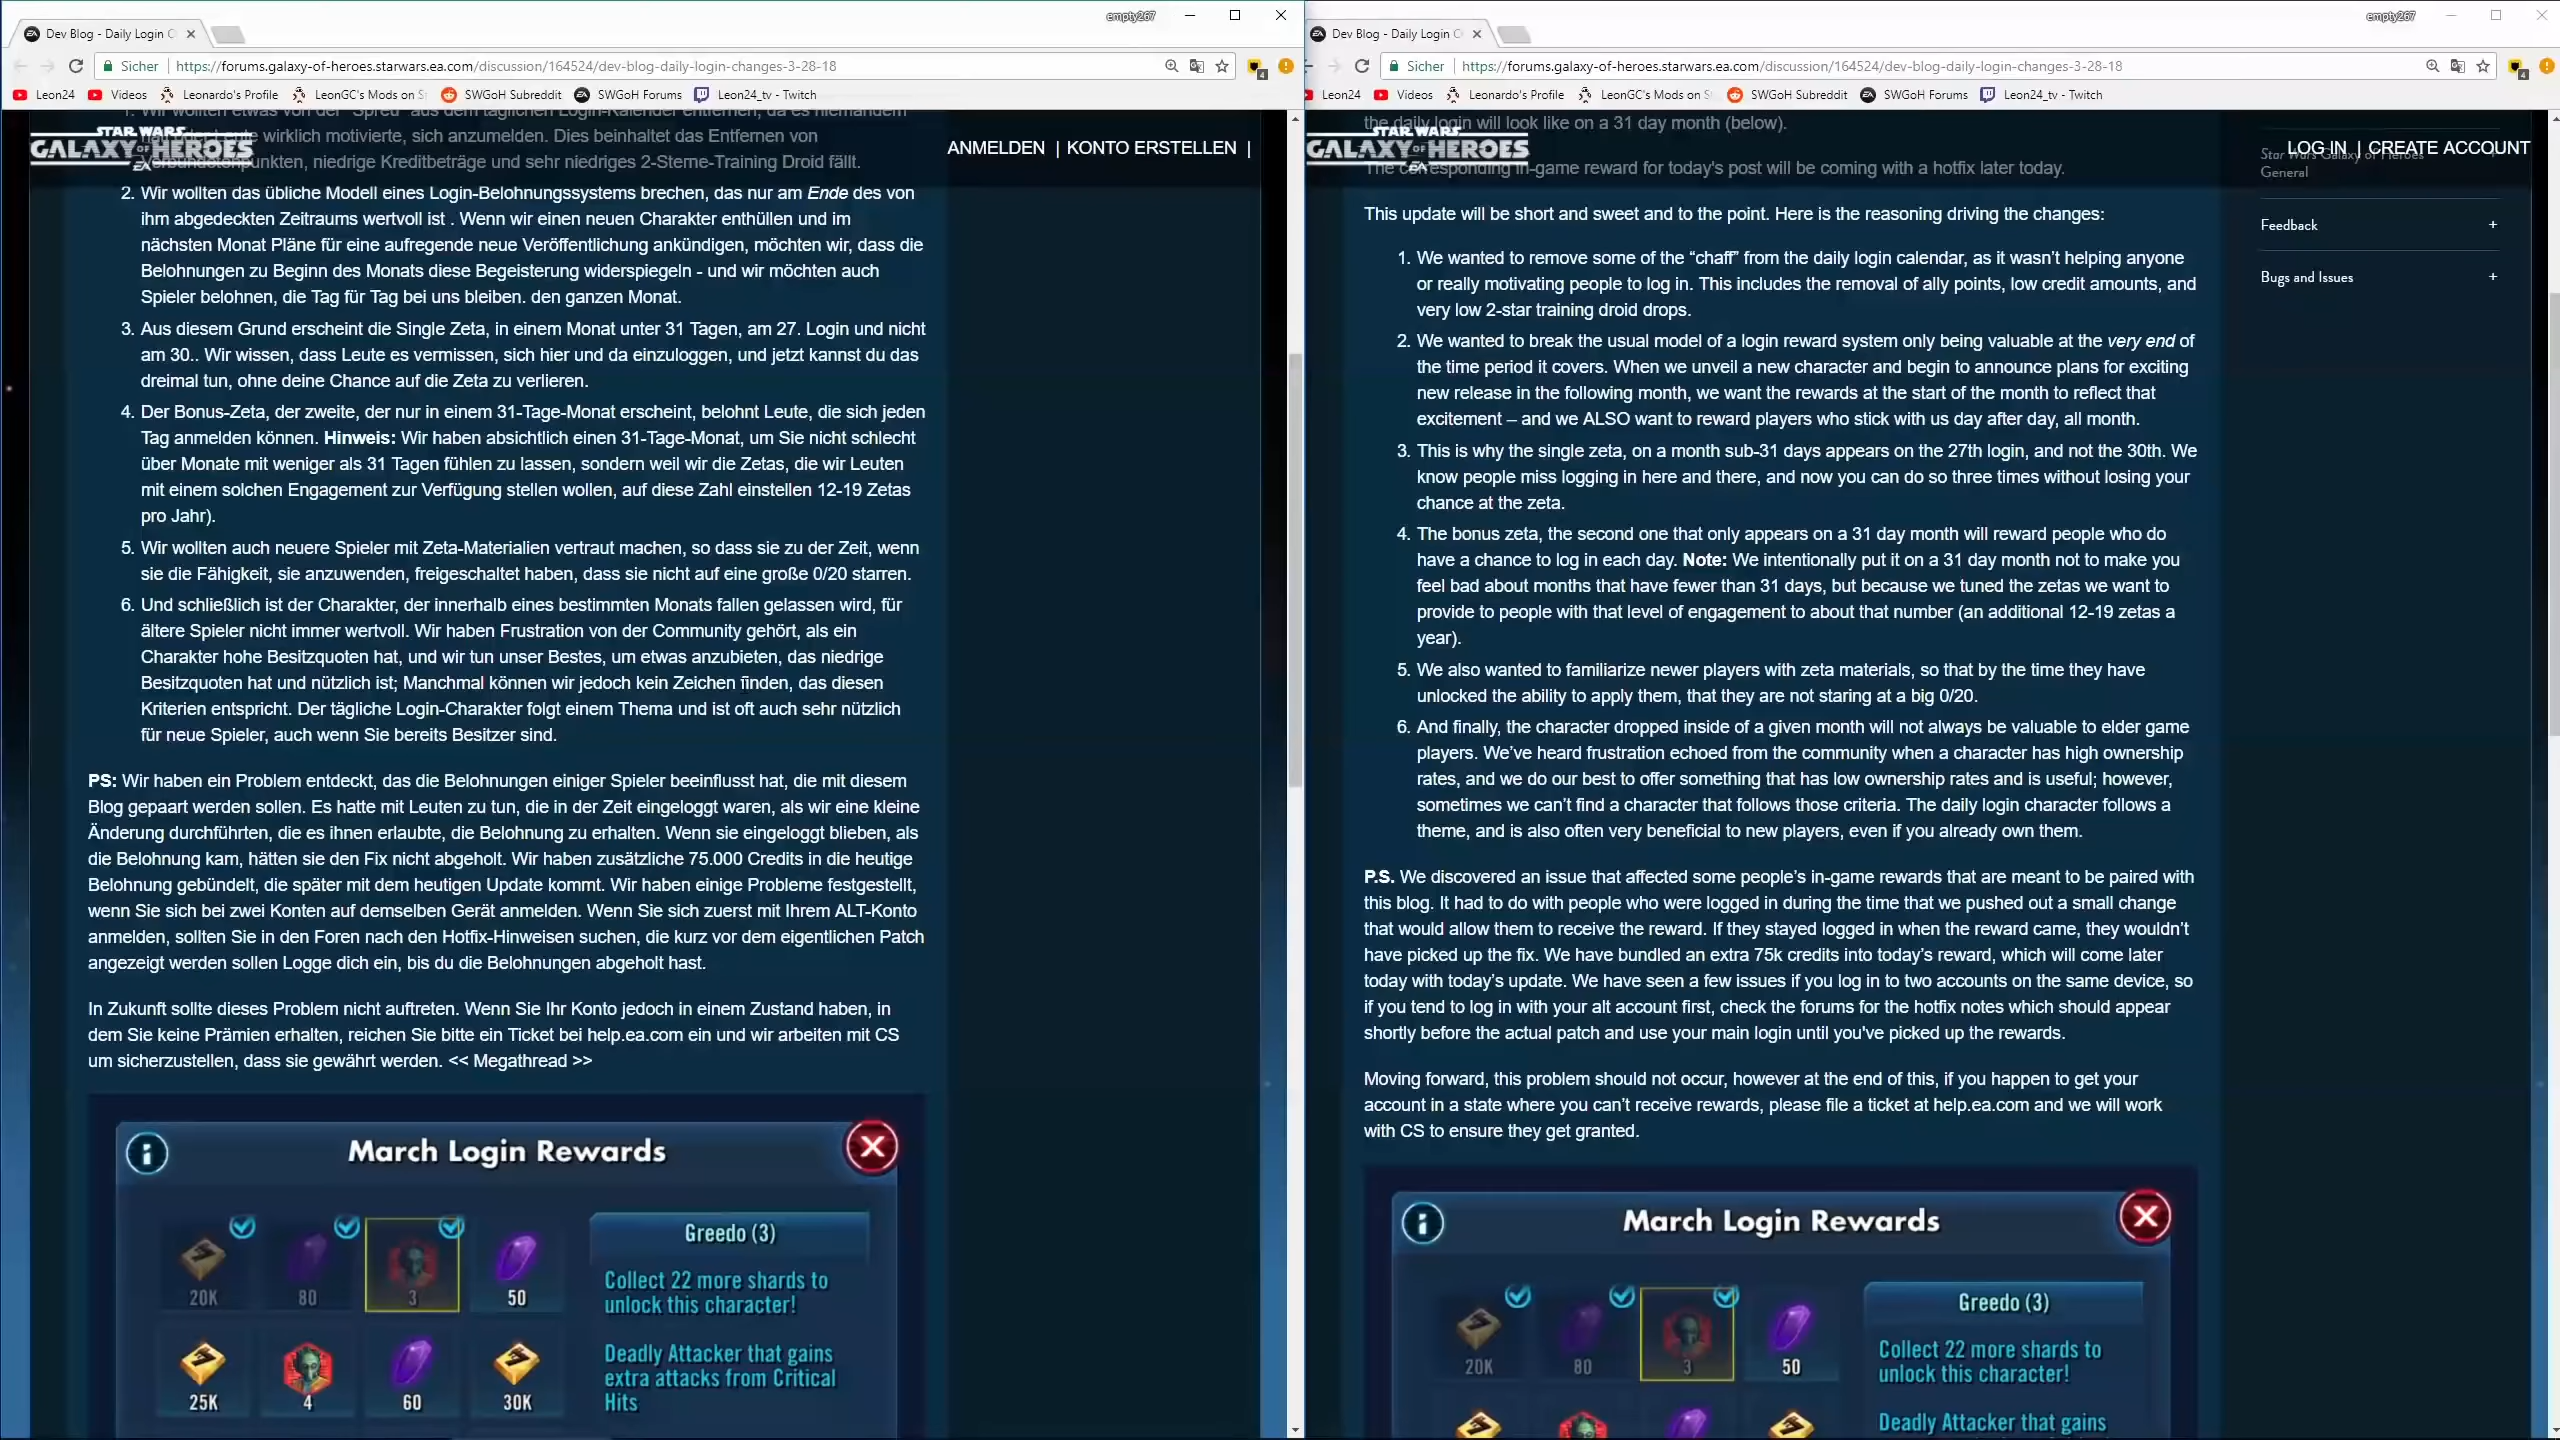 empty267
Dev Blog - Daily Login C
Sicher
https://forums.galaxy-of-heroes.starwars.ea.com/discussion/164524/dev-blog-daily-login-changes-3-28-18
Leon24 Videos Leonardo's Profile LeonGC's Mods on S SWGoH Subreddit SWGoH Forums Leon24_tv - Twitch
STAR WARS
GALAXY OF HEROES
ANMELDEN | KONTO ERSTELLEN |
1. Wir wollten etwas von der "Spreu" aus dem täglichen Login-Kalender entfernen, da es niemandem
wirklich motivierte, sich anzumelden. Dies beinhaltet das Entfernen von
Verbündetenpunkten, niedrige Kreditbeträge und sehr niedriges 2-Sterne-Training Droid fällt.
2. Wir wollten das übliche Modell eines Login-Belohnungssystems brechen, das nur am Ende des von
ihm abgedeckten Zeitraums wertvoll ist . Wenn wir einen neuen Charakter enthüllen und im
nächsten Monat Pläne für eine aufregende neue Veröffentlichung ankündigen, möchten wir, dass die
Belohnungen zu Beginn des Monats diese Begeisterung widerspiegeln - und wir möchten auch
Spieler belohnen, die Tag für Tag bei uns bleiben. den ganzen Monat.
3. Aus diesem Grund erscheint die Single Zeta, in einem Monat unter 31 Tagen, am 27. Login und nicht
am 30.. Wir wissen, dass Leute es vermissen, sich hier und da einzuloggen, und jetzt kannst du das
dreimal tun, ohne deine Chance auf die Zeta zu verlieren.
4. Der Bonus-Zeta, der zweite, der nur in einem 31-Tage-Monat erscheint, belohnt Leute, die sich jeden
Tag anmelden können. Hinweis: Wir haben absichtlich einen 31-Tage-Monat, um Sie nicht schlecht
über Monate mit weniger als 31 Tagen fühlen zu lassen, sondern weil wir die Zetas, die wir Leuten
mit einem solchen Engagement zur Verfügung stellen wollen, auf diese Zahl einstellen 12-19 Zetas
pro Jahr).
5. Wir wollten auch neuere Spieler mit Zeta-Materialien vertraut machen, so dass sie zu der Zeit, wenn
sie die Fähigkeit, sie anzuwenden, freigeschaltet haben, dass sie nicht auf eine große 0/20 starren.
6. Und schließlich ist der Charakter, der innerhalb eines bestimmten Monats fallen gelassen wird, für
ältere Spieler nicht immer wertvoll. Wir haben Frustration von der Community gehört, als ein
Charakter hohe Besitzquoten hat, und wir tun unser Bestes, um etwas anzubieten, das niedrige
Besitzquoten hat und nützlich ist; Manchmal können wir jedoch kein Zeichen finden, das diesen
Kriterien entspricht. Der tägliche Login-Charakter folgt einem Thema und ist oft auch sehr nützlich
für neue Spieler, auch wenn Sie bereits Besitzer sind.
PS: Wir haben ein Problem entdeckt, das die Belohnungen einiger Spieler beeinflusst hat, die mit diesem
Blog gepaart werden sollen. Es hatte mit Leuten zu tun, die in der Zeit eingeloggt waren, als wir eine kleine
Änderung durchführten, die es ihnen erlaubte, die Belohnung zu erhalten. Wenn sie eingeloggt blieben, als
die Belohnung kam, hätten sie den Fix nicht abgeholt. Wir haben zusätzliche 75.000 Credits in die heutige
Belohnung gebündelt, die später mit dem heutigen Update kommt. Wir haben einige Probleme festgestellt,
wenn Sie sich bei zwei Konten auf demselben Gerät anmelden. Wenn Sie sich zuerst mit Ihrem ALT-Konto
anmelden, sollten Sie in den Foren nach den Hotfix-Hinweisen suchen, die kurz vor dem eigentlichen Patch
angezeigt werden sollen Logge dich ein, bis du die Belohnungen abgeholt hast.
In Zukunft sollte dieses Problem nicht auftreten. Wenn Sie Ihr Konto jedoch in einem Zustand haben, in
dem Sie keine Prämien erhalten, reichen Sie bitte ein Ticket bei help.ea.com ein und wir arbeiten mit CS
um sicherzustellen, dass sie gewährt werden. << Megathread >>
March Login Rewards
20K 80 3 50
25K 4 60 30K
Greedo (3)
Collect 22 more shards to
unlock this character!
Deadly Attacker that gains
extra attacks from Critical
Hits
empty267
Dev Blog - Daily Login C
Sicher
https://forums.galaxy-of-heroes.starwars.ea.com/discussion/164524/dev-blog-daily-login-changes-3-28-18
Leon24 Videos Leonardo's Profile LeonGC's Mods on S SWGoH Subreddit SWGoH Forums Leon24_tv - Twitch
STAR WARS
GALAXY OF HEROES
LOG IN | CREATE ACCOUNT
the daily login will look like on a 31 day month (below).
The corresponding in-game reward for today's post will be coming with a hotfix later today.
This update will be short and sweet and to the point. Here is the reasoning driving the changes:
1. We wanted to remove some of the “chaff” from the daily login calendar, as it wasn’t helping anyone
or really motivating people to log in. This includes the removal of ally points, low credit amounts, and
very low 2-star training droid drops.
2. We wanted to break the usual model of a login reward system only being valuable at the very end of
the time period it covers. When we unveil a new character and begin to announce plans for exciting
new release in the following month, we want the rewards at the start of the month to reflect that
excitement – and we ALSO want to reward players who stick with us day after day, all month.
3. This is why the single zeta, on a month sub-31 days appears on the 27th login, and not the 30th. We
know people miss logging in here and there, and now you can do so three times without losing your
chance at the zeta.
4. The bonus zeta, the second one that only appears on a 31 day month will reward people who do
have a chance to log in each day. Note: We intentionally put it on a 31 day month not to make you
feel bad about months that have fewer than 31 days, but because we tuned the zetas we want to
provide to people with that level of engagement to about that number (an additional 12-19 zetas a
year).
5. We also wanted to familiarize newer players with zeta materials, so that by the time they have
unlocked the ability to apply them, that they are not staring at a big 0/20.
6. And finally, the character dropped inside of a given month will not always be valuable to elder game
players. We’ve heard frustration echoed from the community when a character has high ownership
rates, and we do our best to offer something that has low ownership rates and is useful; however,
sometimes we can’t find a character that follows those criteria. The daily login character follows a
theme, and is also often very beneficial to new players, even if you already own them.
P.S. We discovered an issue that affected some people’s in-game rewards that are meant to be paired with
this blog. It had to do with people who were logged in during the time that we pushed out a small change
that would allow them to receive the reward. If they stayed logged in when the reward came, they wouldn’t
have picked up the fix. We have bundled an extra 75k credits into today’s reward, which will come later
today with today’s update. We have seen a few issues if you log in to two accounts on the same device, so
if you tend to log in with your alt account first, check the forums for the hotfix notes which should appear
shortly before the actual patch and use your main login until you've picked up the rewards.
Moving forward, this problem should not occur, however at the end of this, if you happen to get your
account in a state where you can’t receive rewards, please file a ticket at help.ea.com and we will work
with CS to ensure they get granted.
March Login Rewards
20K 80 3 50
Greedo (3)
Collect 22 more shards to
unlock this character!
Deadly Attacker that gains
Star Wars Galaxy of Heroes
General
Feedback +
Bugs and Issues +